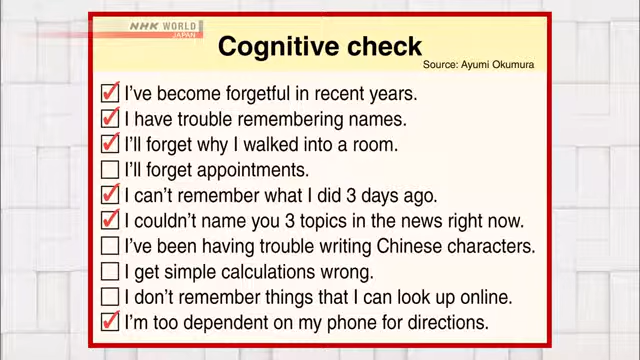 NHK WORLD
JAPAN
Cognitive check
Source: Ayumi Okumura
I've become forgetful in recent years.
I have trouble remembering names.
I'll forget why I walked into a room.
I'll forget appointments.
I can't remember what I did 3 days ago.
I couldn't name you 3 topics in the news right now.
I've been having trouble writing Chinese characters.
I get simple calculations wrong.
I don't remember things that I can look up online.
I'm too dependent on my phone for directions.